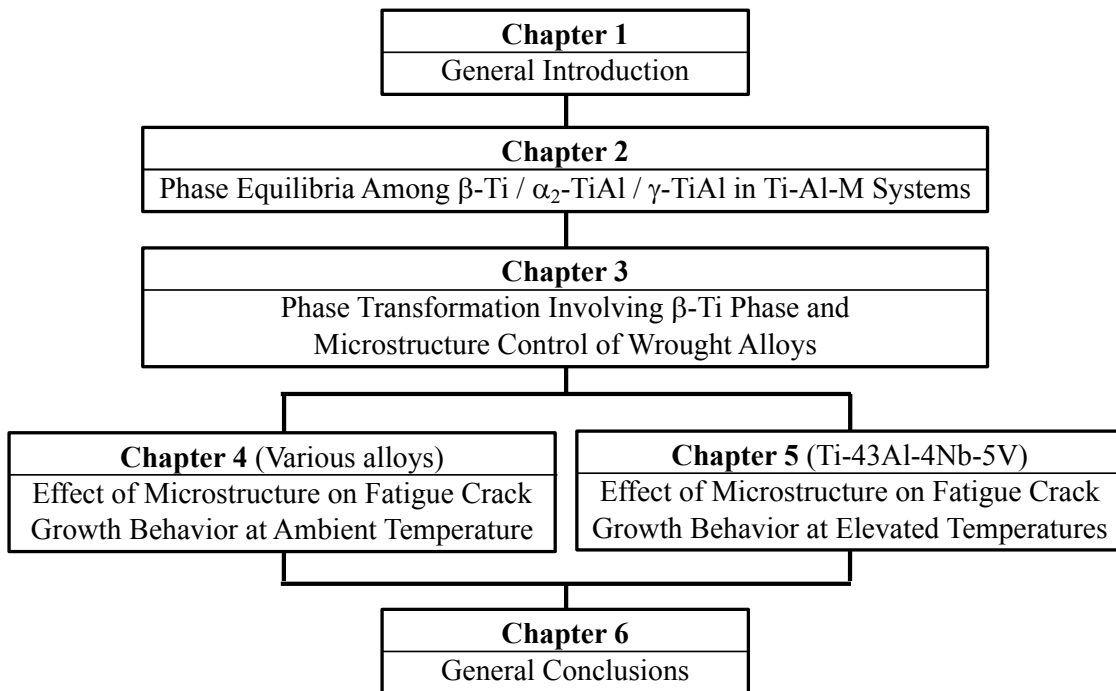 Chapter 1
General Introduction
Chapter 2
Phase Equilibria Among β-Ti / α₂-TiAl / γ-TiAl in Ti-Al-M Systems
Chapter 3
Phase Transformation Involving β-Ti Phase and
Microstructure Control of Wrought Alloys
Chapter 4 (Various alloys)
Effect of Microstructure on Fatigue Crack
Growth Behavior at Ambient Temperature
Chapter 5 (Ti-43Al-4Nb-5V)
Effect of Microstructure on Fatigue Crack
Growth Behavior at Elevated Temperatures
Chapter 6
General Conclusions